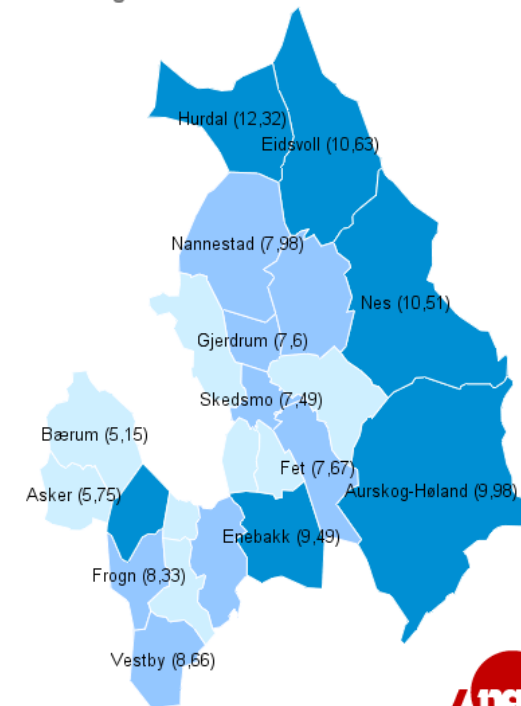 Hurdal (12,32)
Eidsvoll (10,63)
Nannestad (7,98)
Nes (10,51)
Gjerdrum (7,6)
Skedsmo (7,49)
Bærum (5,15)
Fet (7,67)
Asker (5,75)
Aurskog-Høland (9,98)
Enebakk (9,49)
Frogn (8,33)
Vestby (8,66)